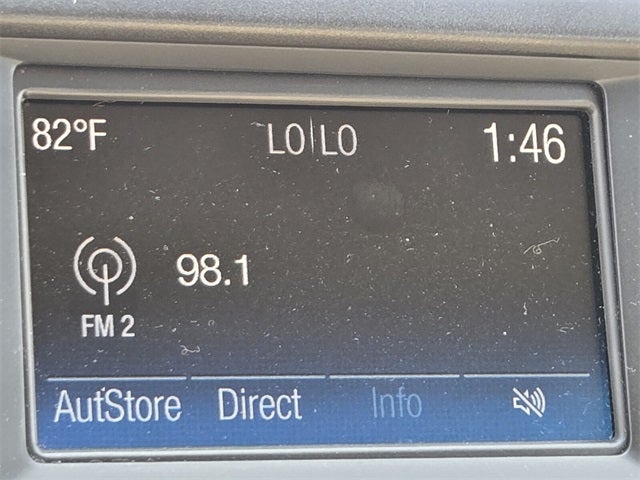 82°F LO|LO 1:46
98.1
FM 2
AutStore Direct Info